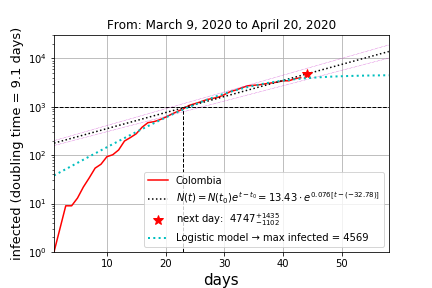 From: March 9, 2020 to April 20, 2020
infected (doubling time = 9.1 days)
10⁴
10³
10²
10¹
10⁰
Colombia
N(t) = N(t₀)e^{t−t₀} = 13.43 · e^{0.076[t−(−32.78)]}
next day: 4747^{+1435}_{−1102}
Logistic model → max infected = 4569
10 20 30 40 50
days